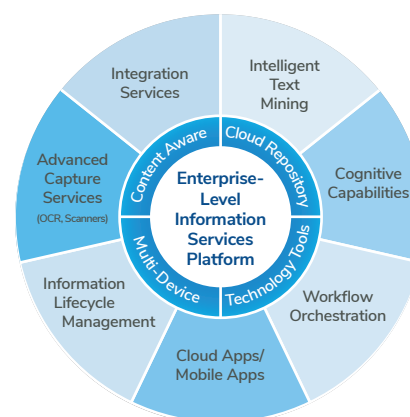 Integration
Services
Intelligent
Text
Mining
Advanced
Capture
Services
(OCR, Scanners)
Content Aware
Cloud Repository
Cognitive
Capabilities
Enterprise-
Level
Information
Services
Platform
Multi-Device
Technology Tools
Information
Lifecycle
Management
Workflow
Orchestration
Cloud Apps/
Mobile Apps